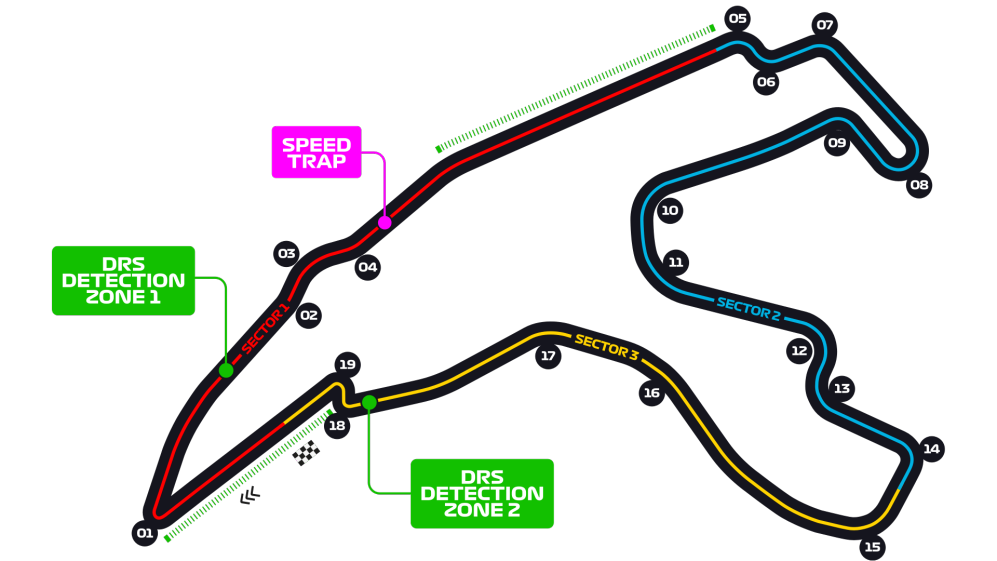 05
07
06
SPEED
TRAP
09
08
10
03
04
11
DRS
DETECTION
ZONE 1
02
SECTOR 1
SECTOR 2
12
SECTOR 3
17
19
16
13
18
14
DRS
DETECTION
ZONE 2
01
15